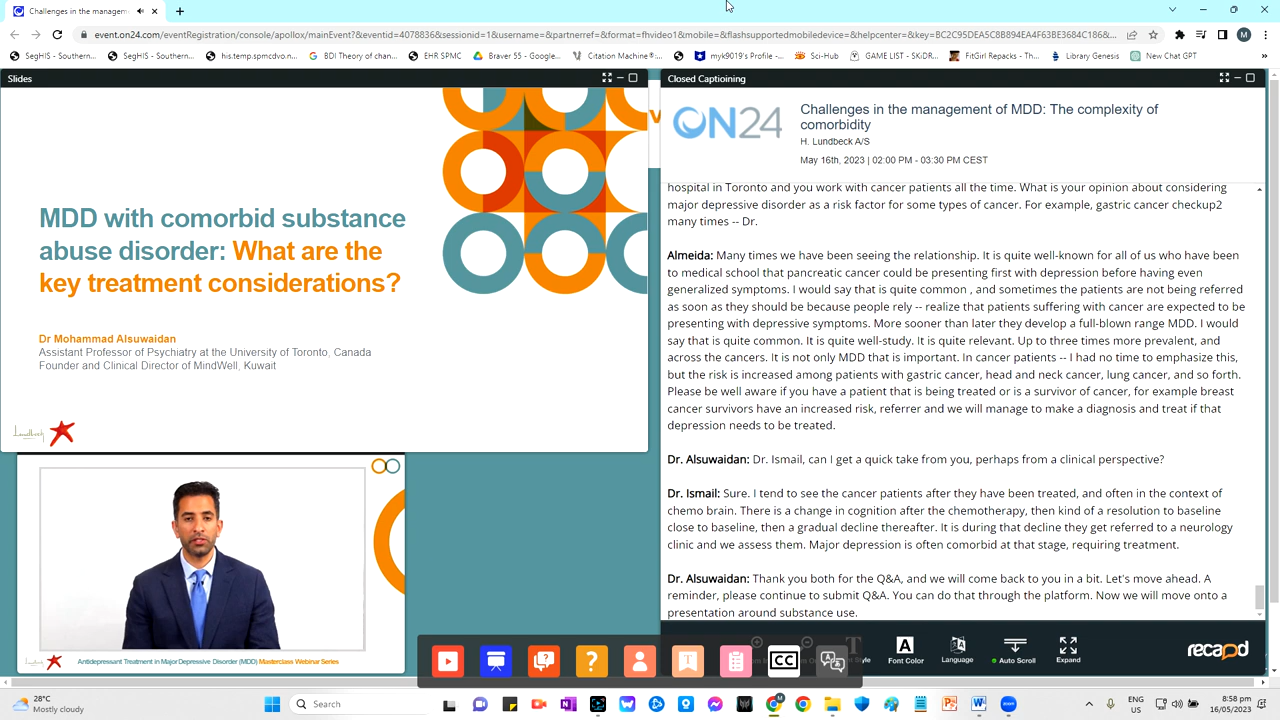 Challenges in the managemen
event.on24.com/eventRegistration/console/apollox/mainEvent?&eventid=4078836&sessionid=1&username=&partnerref=&format=fhvideo1&mobile=&flashsupportedmobiledevice=&helpcenter=&key=BC2C95DEA5C8B894EA4F63BE3684C186&...
M
SegHIS - Southern...
SegHIS - Southern...
his.temp.spmcdvo.n...
BDI Theory of chan...
EHR SPMC
Braver 55 - Google...
Citation Machine®...
myk9019's Profile -...
Sci-Hub
GAME LIST - SKiDR...
FitGirl Repacks - Th...
Library Genesis
New Chat GPT
»
Slides
MDD with comorbid substance
abuse disorder: What are the
key treatment considerations?
Dr Mohammad Alsuwaidan
Assistant Professor of Psychiatry at the University of Toronto, Canada
Founder and Clinical Director of MindWell, Kuwait
Lundbeck
Lundbeck
Antidepressant Treatment in Major Depressive Disorder (MDD) Masterclass Webinar Series
Closed Captioining
ON24
Challenges in the management of MDD: The complexity of
comorbidity
H. Lundbeck A/S
May 16th, 2023 | 02:00 PM - 03:30 PM CEST
hospital in Toronto and you work with cancer patients all the time. What is your opinion about considering
major depressive disorder as a risk factor for some types of cancer. For example, gastric cancer checkup2
many times -- Dr.
Almeida: Many times we have been seeing the relationship. It is quite well-known for all of us who have been
to medical school that pancreatic cancer could be presenting first with depression before having even
generalized symptoms. I would say that is quite common , and sometimes the patients are not being referred
as soon as they should be because people rely -- realize that patients suffering with cancer are expected to be
presenting with depressive symptoms. More sooner than later they develop a full-blown range MDD. I would
say that is quite common. It is quite well-study. It is quite relevant. Up to three times more prevalent, and
across the cancers. It is not only MDD that is important. In cancer patients -- I had no time to emphasize this,
but the risk is increased among patients with gastric cancer, head and neck cancer, lung cancer, and so forth.
Please be well aware if you have a patient that is being treated or is a survivor of cancer, for example breast
cancer survivors have an increased risk, referrer and we will manage to make a diagnosis and treat if that
depression needs to be treated.
Dr. Alsuwaidan: Dr. Ismail, can I get a quick take from you, perhaps from a clinical perspective?
Dr. Ismail: Sure. I tend to see the cancer patients after they have been treated, and often in the context of
chemo brain. There is a change in cognition after the chemotherapy, then kind of a resolution to baseline
close to baseline, then a gradual decline thereafter. It is during that decline they get referred to a neurology
clinic and we assess them. Major depression is often comorbid at that stage, requiring treatment.
Dr. Alsuwaidan: Thank you both for the Q&A, and we will come back to you in a bit. Let's move ahead. A
reminder, please continue to submit Q&A. You can do that through the platform. Now we will move onto a
presentation around substance use.
Style
Font Color
Language
Auto Scroll
Expand
recapd
CC
28°C
Mostly cloudy
Search
ENG
US
8:58 pm
16/05/2023